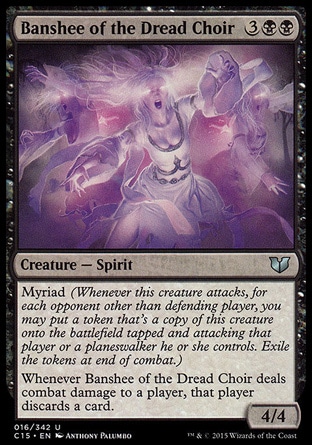 Banshee of the Dread Choir 3
Creature — Spirit
Myriad (Whenever this creature attacks, for
each opponent other than defending player, you
may put a token that's a copy of this creature
onto the battlefield tapped and attacking that
player or a planeswalker he or she controls. Exile
the tokens at end of combat.)
Whenever Banshee of the Dread Choir deals
combat damage to a player, that player
discards a card.
4/4
016/342 U
C15 • EN Anthony Palumbo ™ & © 2015 Wizards of the Coast